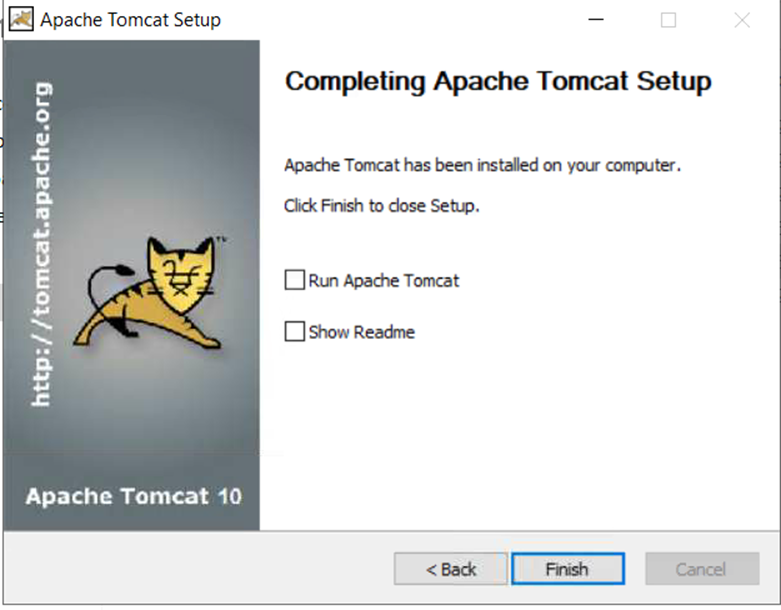 Apache Tomcat Setup
http://tomcat.apache.org
Completing Apache Tomcat Setup
Apache Tomcat has been installed on your computer.
Click Finish to close Setup.
Run Apache Tomcat
Show Readme
TM
Apache Tomcat 10
< Back
Finish
Cancel